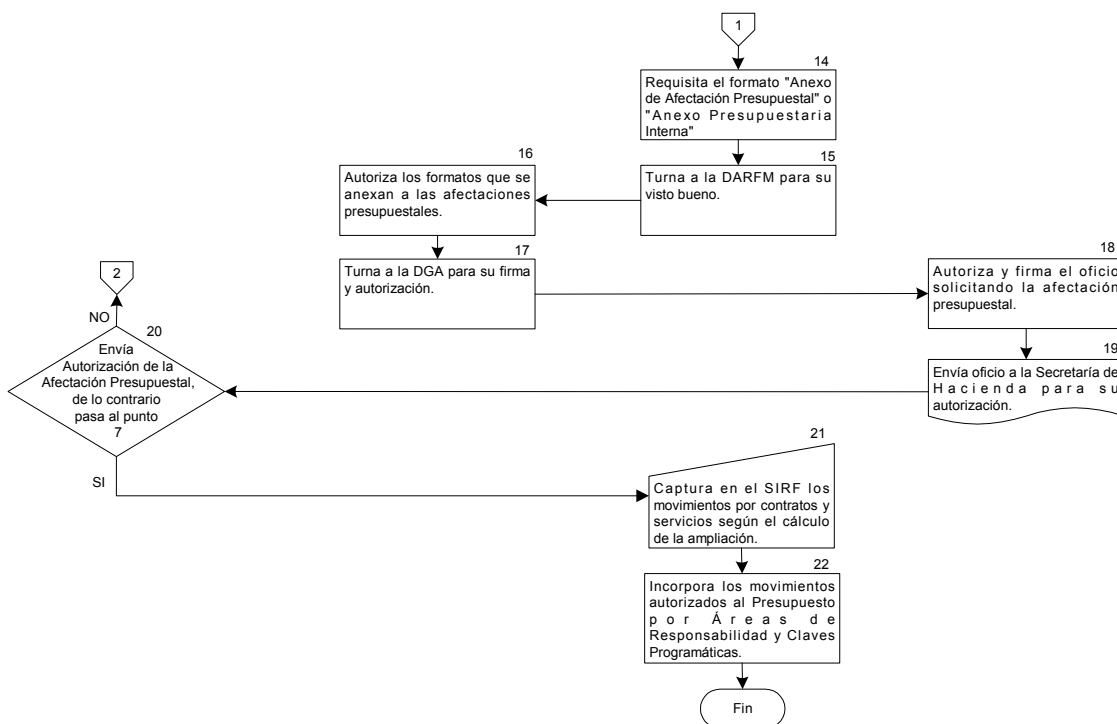 1
14
Requisita el formato "Anexo
de Afectación Presupuestal" o
"Anexo Presupuestaria
Interna"
15
Turna a la DARFM para su
visto bueno.
16
Autoriza los formatos que se
anexan a las afectaciones
presupuestales.
17
Turna a la DGA para su firma
y autorización.
18
Autoriza y firma el oficio
solicitando la afectación
presupuestal.
19
Envía oficio a la Secretaría de
Hacienda para su
autorización.
2
NO
20
Envía
Autorización de la
Afectación Presupuestal,
de lo contrario
pasa al punto
7
SI
21
Captura en el SIRF los
movimientos por contratos y
servicios según el cálculo
de la ampliación.
22
Incorpora los movimientos
autorizados al Presupuesto
por Áreas de
Responsabilidad y Claves
Programáticas.
Fin